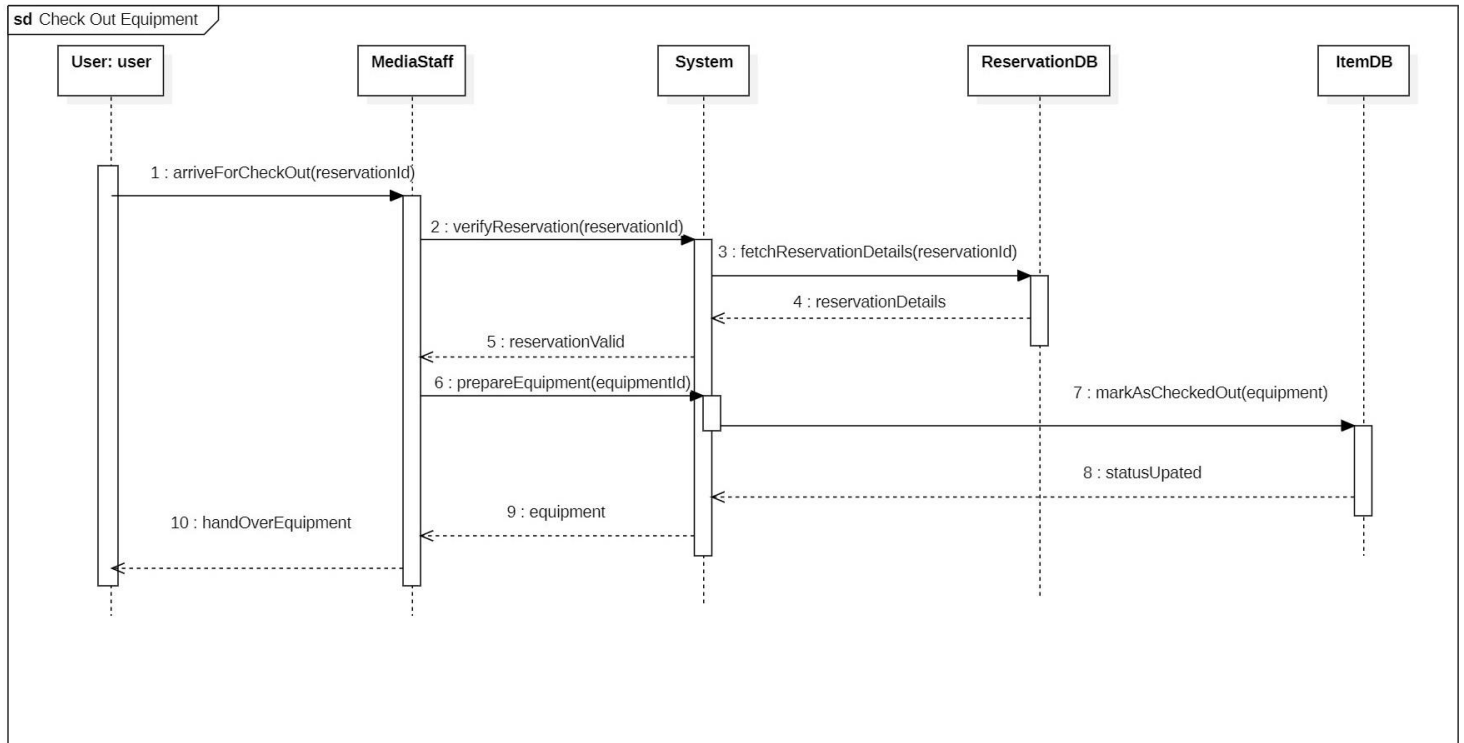 sd Check Out Equipment
User: user
MediaStaff
System
ReservationDB
ItemDB
1 : arriveForCheckOut(reservationId)
2 : verifyReservation(reservationId)
3 : fetchReservationDetails(reservationId)
4 : reservationDetails
5 : reservationValid
6 : prepareEquipment(equipmentId)
7 : markAsCheckedOut(equipment)
8 : statusUpated
9 : equipment
10 : handOverEquipment